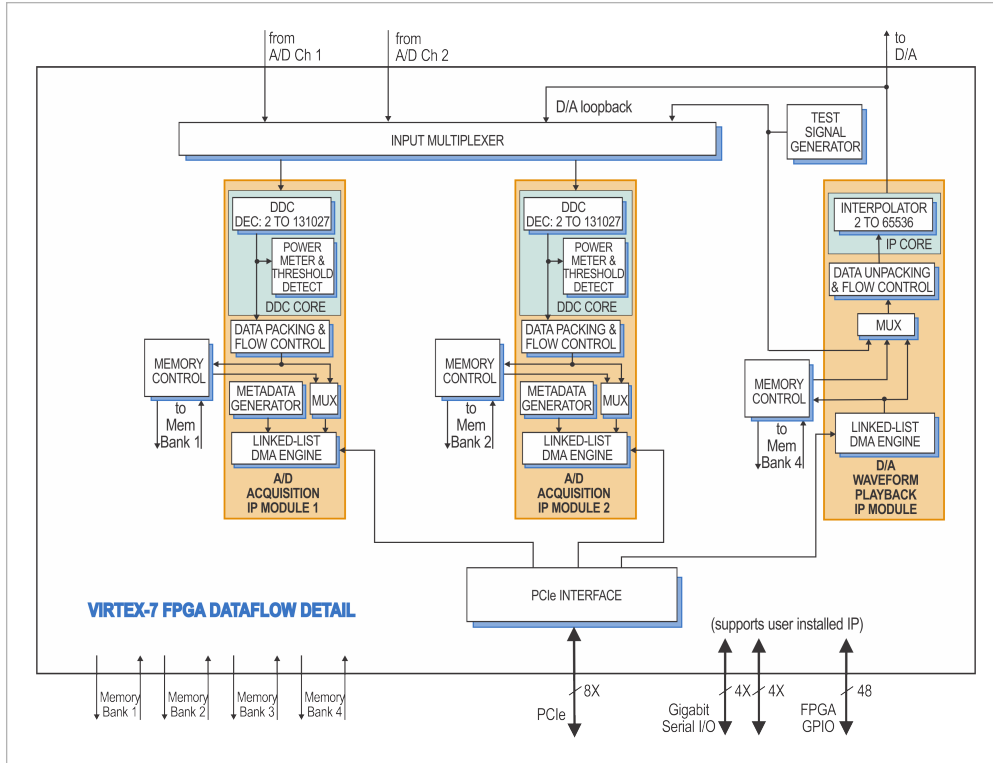 from
A/D Ch 1
from
A/D Ch 2
to
D/A
D/A loopback
TEST
SIGNAL
GENERATOR
INPUT MULTIPLEXER
DDC
DEC: 2 TO 131027
POWER
METER &
THRESHOLD
DETECT
DDC CORE
DATA PACKING &
FLOW CONTROL
MEMORY
CONTROL
METADATA
GENERATOR
MUX
to
Mem
Bank 1
LINKED-LIST
DMA ENGINE
A/D
ACQUISITION
IP MODULE 1
DDC
DEC: 2 TO 131027
POWER
METER &
THRESHOLD
DETECT
DDC CORE
DATA PACKING &
FLOW CONTROL
MEMORY
CONTROL
METADATA
GENERATOR
MUX
to
Mem
Bank 2
LINKED-LIST
DMA ENGINE
A/D
ACQUISITION
IP MODULE 2
INTERPOLATOR
2 TO 65536
IP CORE
DATA UNPACKING
& FLOW CONTROL
MUX
MEMORY
CONTROL
to
Mem
Bank 4
LINKED-LIST
DMA ENGINE
D/A
WAVEFORM
PLAYBACK
IP MODULE
PCIe INTERFACE
VIRTEX-7 FPGA DATAFLOW DETAIL
(supports user installed IP)
Memory
Bank 1
Memory
Bank 2
Memory
Bank 3
Memory
Bank 4
8X
PCIe
4X
4X
Gigabit
Serial I/O
48
FPGA
GPIO